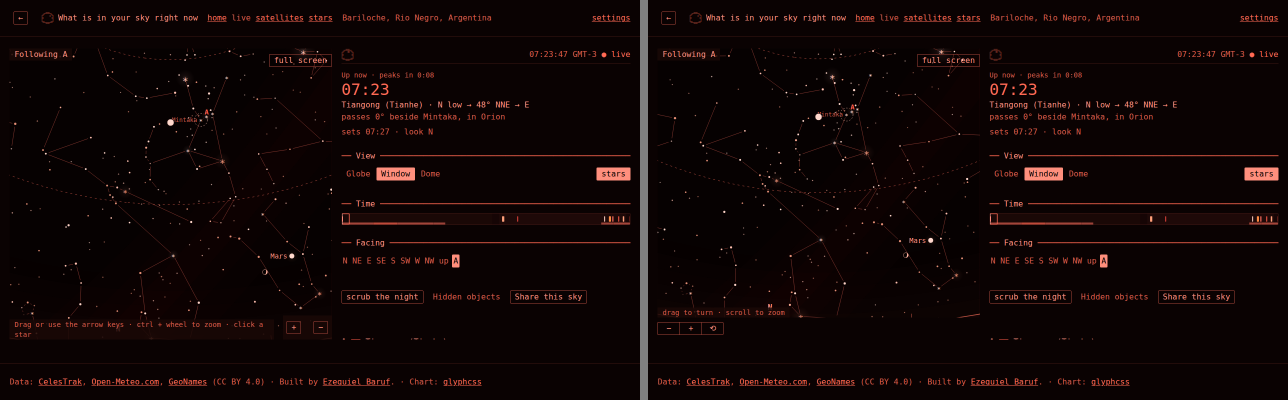 ← What is in your sky right now home live satellites stars Bariloche, Rio Negro, Argentina settings
Following A
full screen
Mintaka
A
Mars
Drag or use the arrow keys · ctrl + wheel to zoom · click a
star
+ −
07:23:47 GMT-3 ● live
Up now · peaks in 0:08
07:23
Tiangong (Tianhe) · N low → 48° NNE → E
passes 0° beside Mintaka, in Orion
sets 07:27 · look N
View
Globe Window Dome stars
Time
Facing
N NE E SE S SW W NW up A
scrub the night Hidden objects Share this sky
Data: CelesTrak, Open-Meteo.com, GeoNames (CC BY 4.0) · Built by Ezequiel Baruf. · Chart: glyphcss
← What is in your sky right now home live satellites stars Bariloche, Rio Negro, Argentina settings
Following A
full screen
Mintaka
A
Mars
N
drag to turn · scroll to zoom
− + ⟲
07:23:47 GMT-3 ● live
Up now · peaks in 0:08
07:23
Tiangong (Tianhe) · N low → 48° NNE → E
passes 0° beside Mintaka, in Orion
sets 07:27 · look N
View
Globe Window Dome stars
Time
Facing
N NE E SE S SW W NW up A
scrub the night Hidden objects Share this sky
Data: CelesTrak, Open-Meteo.com, GeoNames (CC BY 4.0) · Built by Ezequiel Baruf. · Chart: glyphcss